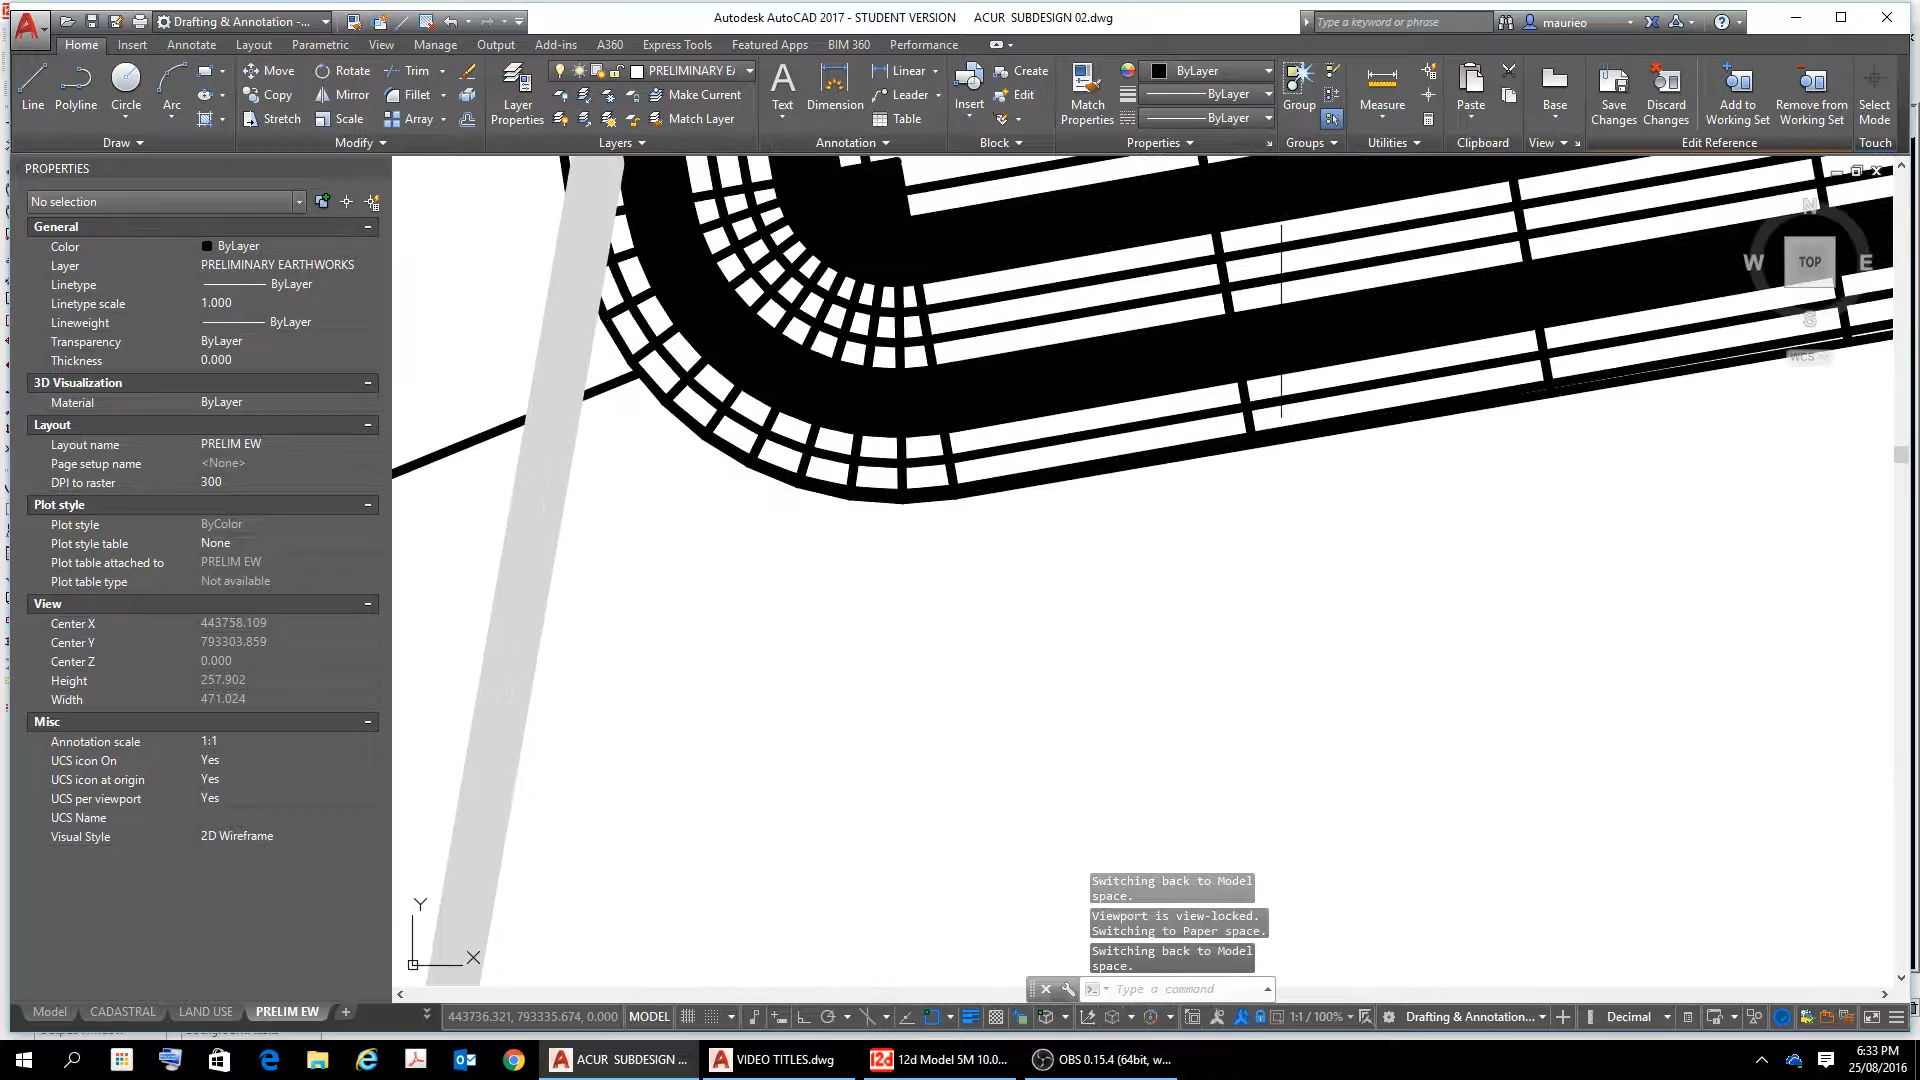 Drafting & Annotation -...
Autodesk AutoCAD 2017 - STUDENT VERSION ACUR SUBDESIGN 02.dwg
Type a keyword or phrase
maurieo
Home Insert Annotate Layout Parametric View Manage Output Add-ins A360 Express Tools Featured Apps BIM 360 Performance
Line Polyline Circle Arc
Move Rotate Trim
Copy Mirror Fillet
Stretch Scale Array
Layer Properties
PRELIMINARY EA
Make Current
Match Layer
Text Dimension
Linear
Leader
Table
Insert
Create
Edit
Match Properties
ByLayer
ByLayer
ByLayer
Group
Measure
Paste
Base
Save Changes
Discard Changes
Add to Working Set
Remove from Working Set
Select Mode
Draw Modify Layers Annotation Block Properties Groups Utilities Clipboard View Edit Reference Touch
PROPERTIES
No selection
General
Color ByLayer
Layer PRELIMINARY EARTHWORKS
Linetype ByLayer
Linetype scale 1.000
Lineweight ByLayer
Transparency ByLayer
Thickness 0.000
3D Visualization
Material ByLayer
Layout
Layout name PRELIM EW
Page setup name <None>
DPI to raster 300
Plot style
Plot style ByColor
Plot style table None
Plot table attached to PRELIM EW
Plot table type Not available
View
Center X 443758.109
Center Y 793303.859
Center Z 0.000
Height 257.902
Width 471.024
Misc
Annotation scale 1:1
UCS icon On Yes
UCS icon at origin Yes
UCS per viewport Yes
UCS Name
Visual Style 2D Wireframe
N
W TOP E
S
WCS
Y
X
Switching back to Model
space.
Viewport is view-locked.
Switching to Paper space.
Switching back to Model
space.
Type a command
Model CADASTRAL LAND USE PRELIM EW +
443736.321, 793335.674, 0.000 MODEL 1:1 / 100% Drafting & Annotation... Decimal
ACUR SUBDESIGN ... VIDEO TITLES.dwg 12d Model 5M 10.0... OBS 0.15.4 (64bit, w...
6:33 PM
25/08/2016